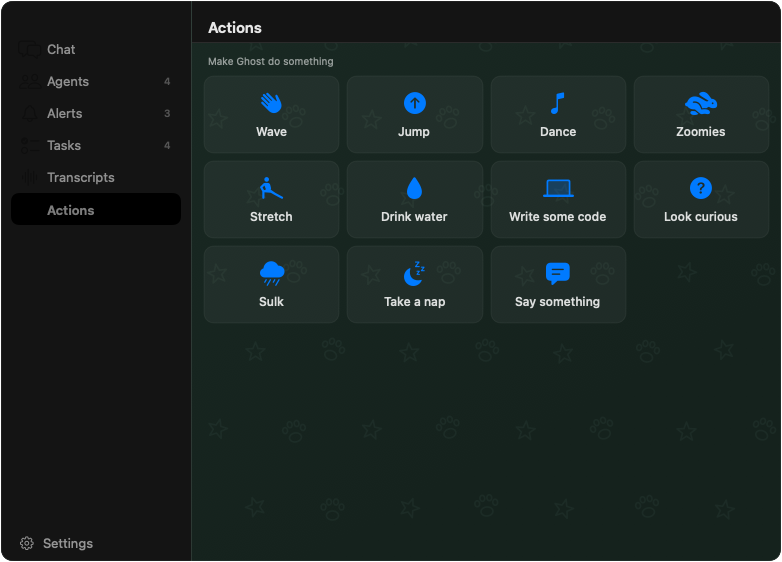 Actions
Chat
Agents 4
Alerts 3
Tasks 4
Transcripts
Actions
Settings
Make Ghost do something
Wave
Jump
Dance
Zoomies
Stretch
Drink water
Write some code
Look curious
Sulk
Take a nap
Say something